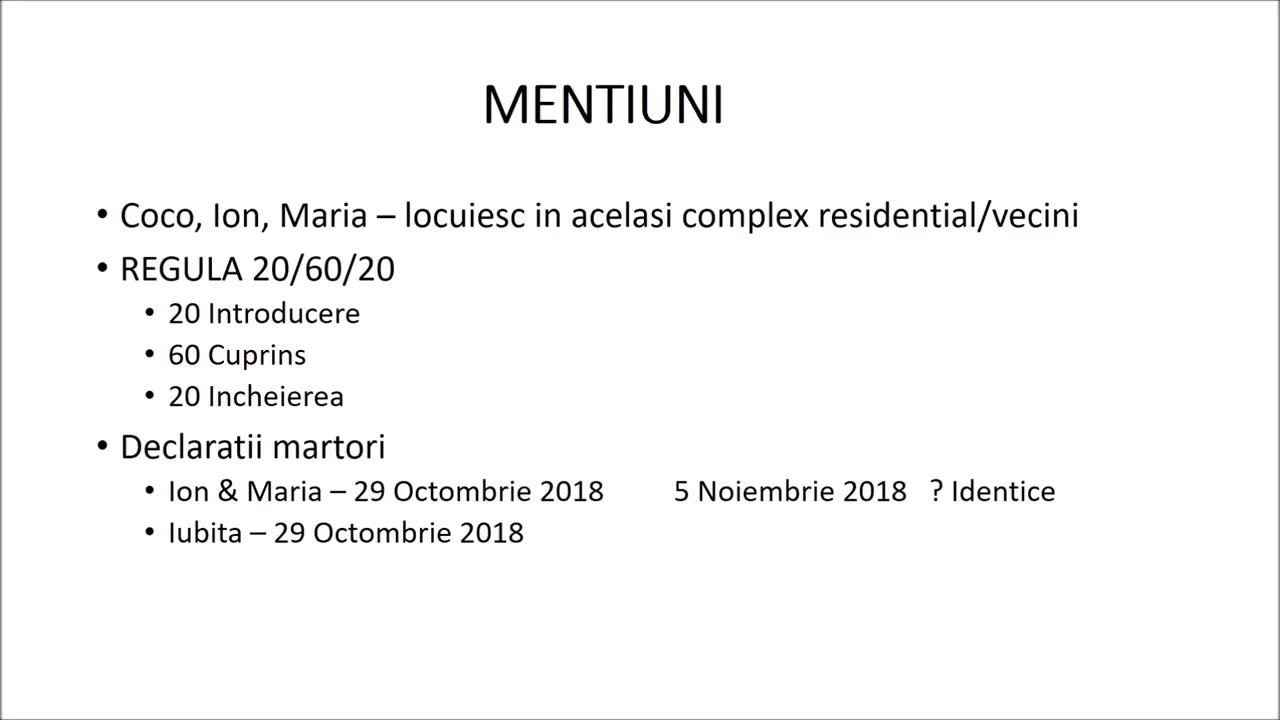 MENTIUNI
• Coco, Ion, Maria – locuiesc in acelasi complex residential/vecini
• REGULA 20/60/20
• 20 Introducere
• 60 Cuprins
• 20 Incheierea
• Declaratii martori
• Ion & Maria – 29 Octombrie 2018 5 Noiembrie 2018 ? Identice
• Iubita – 29 Octombrie 2018